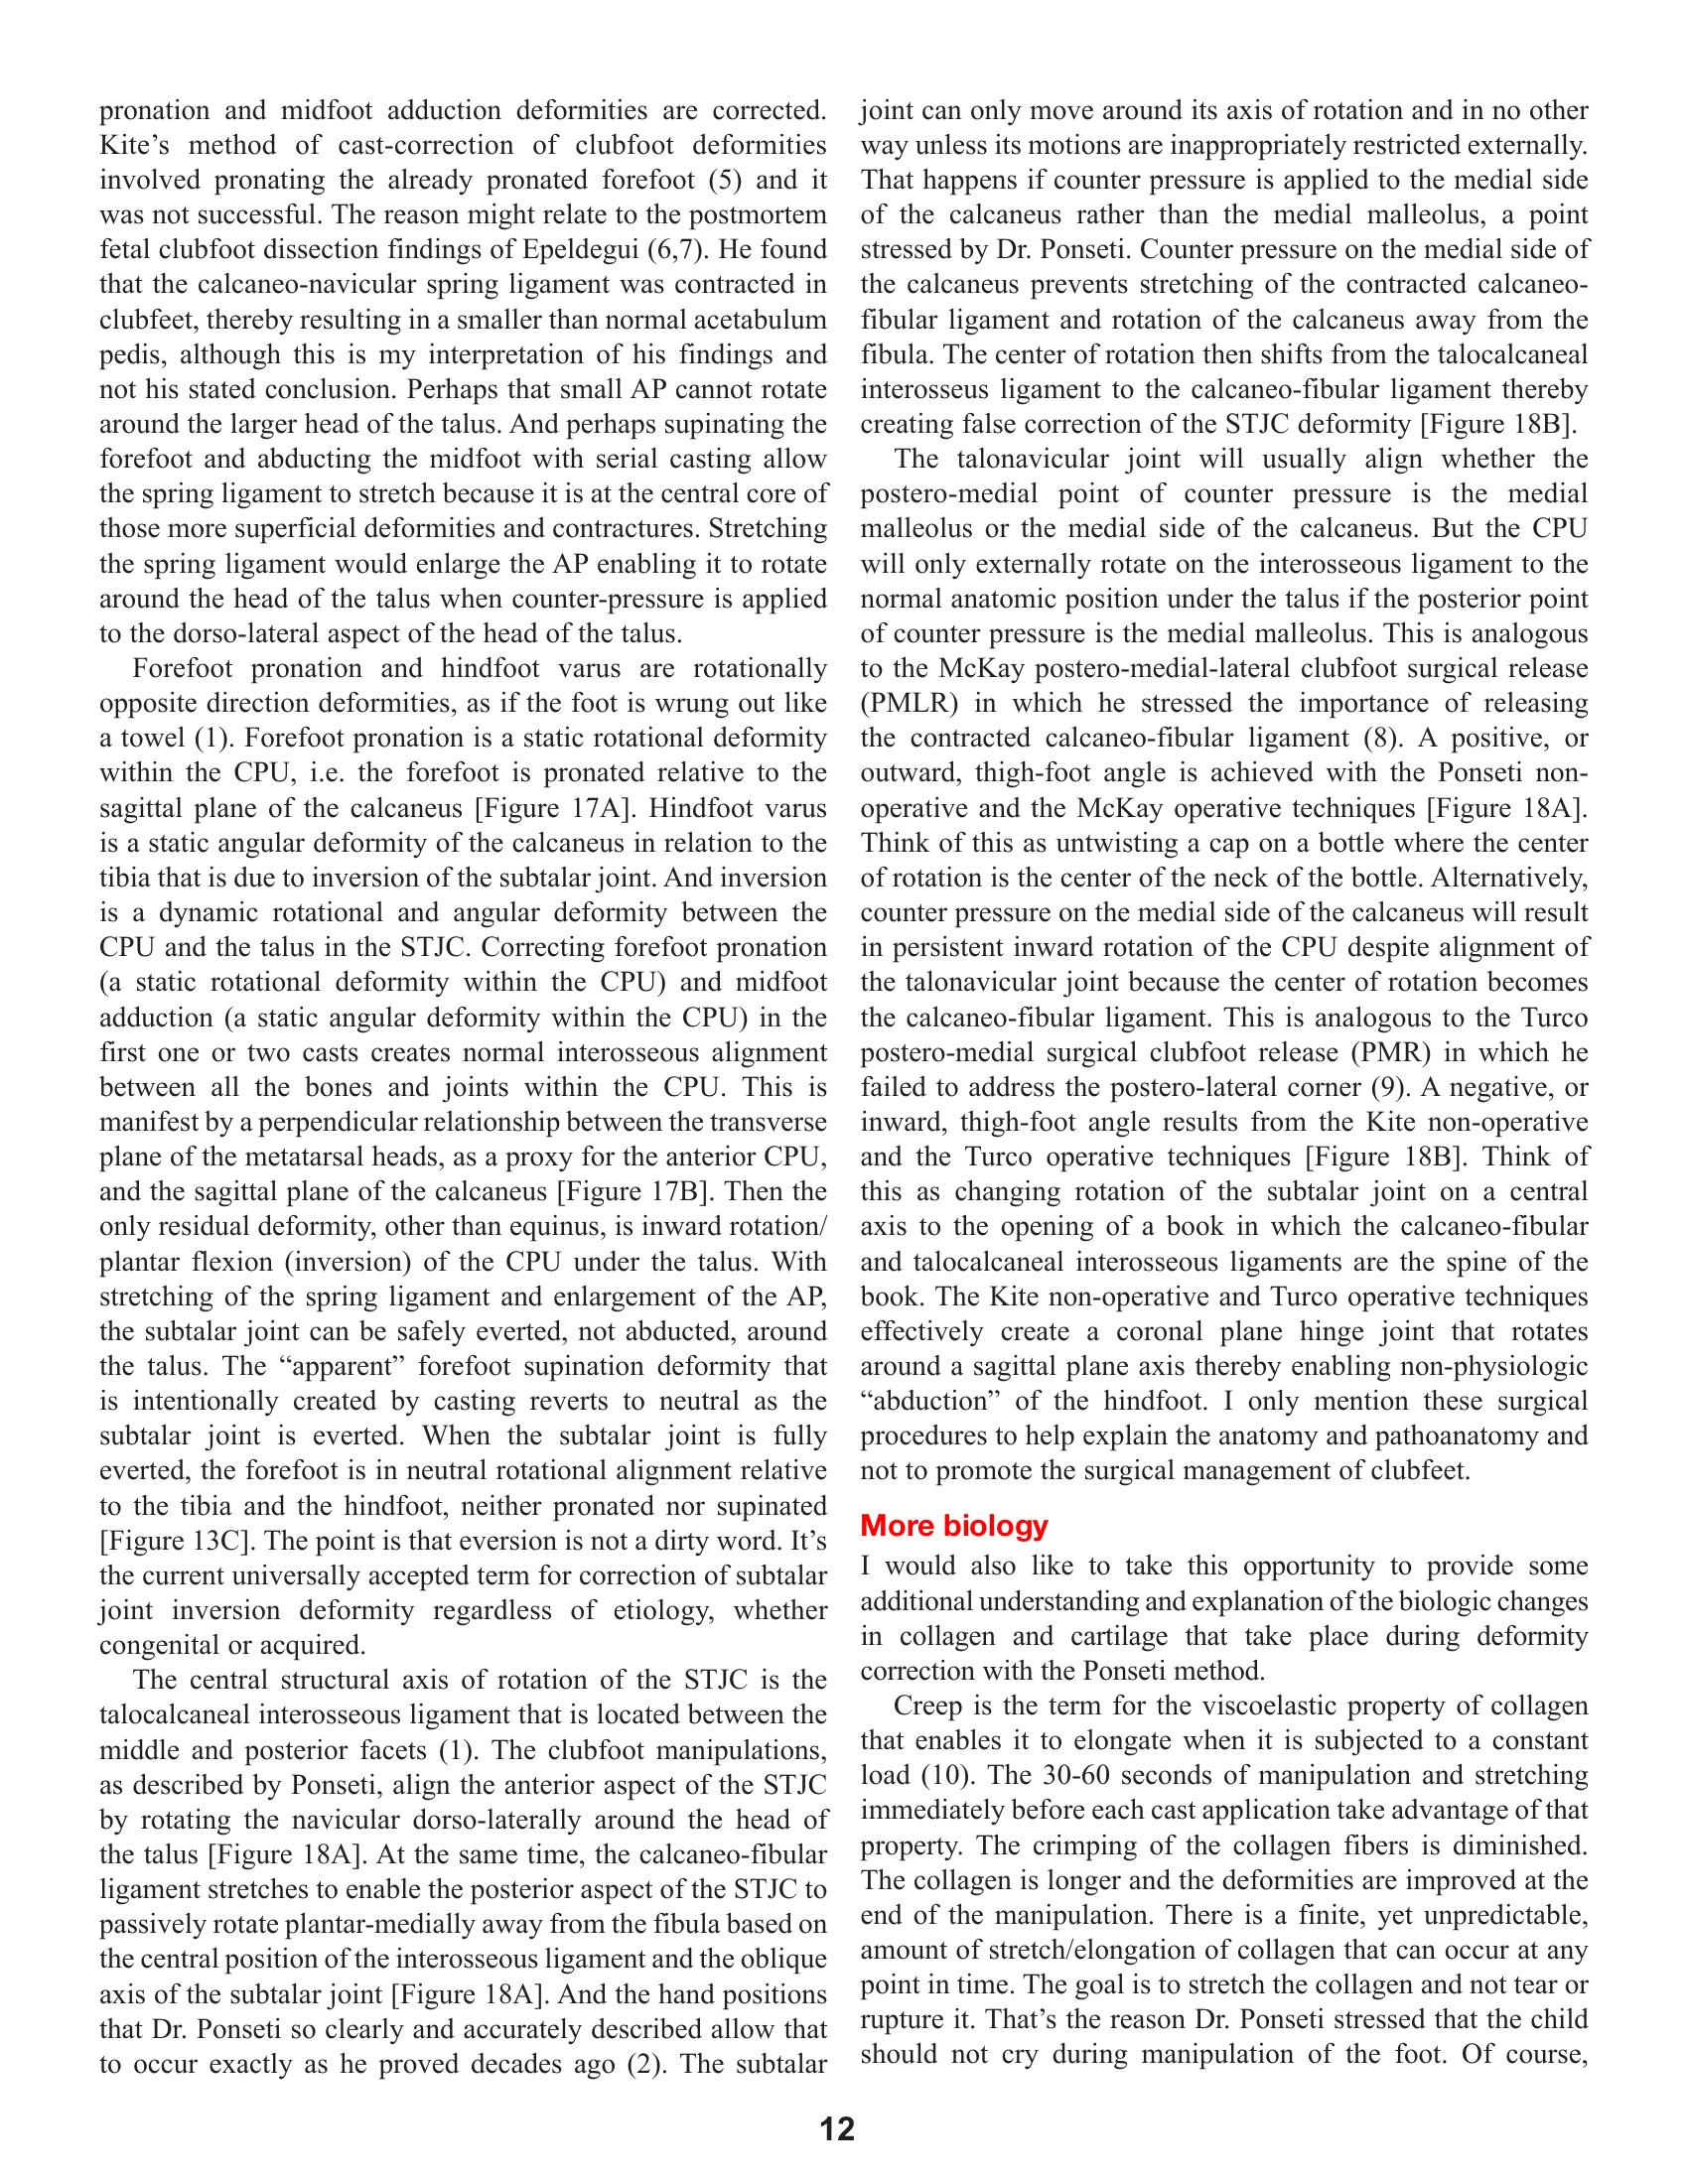 pronation and midfoot adduction deformities are corrected.
Kite’s method of cast-correction of clubfoot deformities
involved pronating the already pronated forefoot (5) and it
was not successful. The reason might relate to the postmortem
fetal clubfoot dissection findings of Epeldegui (6,7). He found
that the calcaneo-navicular spring ligament was contracted in
clubfeet, thereby resulting in a smaller than normal acetabulum
pedis, although this is my interpretation of his findings and
not his stated conclusion. Perhaps that small AP cannot rotate
around the larger head of the talus. And perhaps supinating the
forefoot and abducting the midfoot with serial casting allow
the spring ligament to stretch because it is at the central core of
those more superficial deformities and contractures. Stretching
the spring ligament would enlarge the AP enabling it to rotate
around the head of the talus when counter-pressure is applied
to the dorso-lateral aspect of the head of the talus.
Forefoot pronation and hindfoot varus are rotationally
opposite direction deformities, as if the foot is wrung out like
a towel (1). Forefoot pronation is a static rotational deformity
within the CPU, i.e. the forefoot is pronated relative to the
sagittal plane of the calcaneus [Figure 17A]. Hindfoot varus
is a static angular deformity of the calcaneus in relation to the
tibia that is due to inversion of the subtalar joint. And inversion
is a dynamic rotational and angular deformity between the
CPU and the talus in the STJC. Correcting forefoot pronation
(a static rotational deformity within the CPU) and midfoot
adduction (a static angular deformity within the CPU) in the
first one or two casts creates normal interosseous alignment
between all the bones and joints within the CPU. This is
manifest by a perpendicular relationship between the transverse
plane of the metatarsal heads, as a proxy for the anterior CPU,
and the sagittal plane of the calcaneus [Figure 17B]. Then the
only residual deformity, other than equinus, is inward rotation/
plantar flexion (inversion) of the CPU under the talus. With
stretching of the spring ligament and enlargement of the AP,
the subtalar joint can be safely everted, not abducted, around
the talus. The “apparent” forefoot supination deformity that
is intentionally created by casting reverts to neutral as the
subtalar joint is everted. When the subtalar joint is fully
everted, the forefoot is in neutral rotational alignment relative
to the tibia and the hindfoot, neither pronated nor supinated
[Figure 13C]. The point is that eversion is not a dirty word. It’s
the current universally accepted term for correction of subtalar
joint inversion deformity regardless of etiology, whether
congenital or acquired.
The central structural axis of rotation of the STJC is the
talocalcaneal interosseous ligament that is located between the
middle and posterior facets (1). The clubfoot manipulations,
as described by Ponseti, align the anterior aspect of the STJC
by rotating the navicular dorso-laterally around the head of
the talus [Figure 18A]. At the same time, the calcaneo-fibular
ligament stretches to enable the posterior aspect of the STJC to
passively rotate plantar-medially away from the fibula based on
the central position of the interosseous ligament and the oblique
axis of the subtalar joint [Figure 18A]. And the hand positions
that Dr. Ponseti so clearly and accurately described allow that
to occur exactly as he proved decades ago (2). The subtalar
joint can only move around its axis of rotation and in no other
way unless its motions are inappropriately restricted externally.
That happens if counter pressure is applied to the medial side
of the calcaneus rather than the medial malleolus, a point
stressed by Dr. Ponseti. Counter pressure on the medial side of
the calcaneus prevents stretching of the contracted calcaneo-
fibular ligament and rotation of the calcaneus away from the
fibula. The center of rotation then shifts from the talocalcaneal
interosseus ligament to the calcaneo-fibular ligament thereby
creating false correction of the STJC deformity [Figure 18B].
The talonavicular joint will usually align whether the
postero-medial point of counter pressure is the medial
malleolus or the medial side of the calcaneus. But the CPU
will only externally rotate on the interosseous ligament to the
normal anatomic position under the talus if the posterior point
of counter pressure is the medial malleolus. This is analogous
to the McKay postero-medial-lateral clubfoot surgical release
(PMLR) in which he stressed the importance of releasing
the contracted calcaneo-fibular ligament (8). A positive, or
outward, thigh-foot angle is achieved with the Ponseti non-
operative and the McKay operative techniques [Figure 18A].
Think of this as untwisting a cap on a bottle where the center
of rotation is the center of the neck of the bottle. Alternatively,
counter pressure on the medial side of the calcaneus will result
in persistent inward rotation of the CPU despite alignment of
the talonavicular joint because the center of rotation becomes
the calcaneo-fibular ligament. This is analogous to the Turco
postero-medial surgical clubfoot release (PMR) in which he
failed to address the postero-lateral corner (9). A negative, or
inward, thigh-foot angle results from the Kite non-operative
and the Turco operative techniques [Figure 18B]. Think of
this as changing rotation of the subtalar joint on a central
axis to the opening of a book in which the calcaneo-fibular
and talocalcaneal interosseous ligaments are the spine of the
book. The Kite non-operative and Turco operative techniques
effectively create a coronal plane hinge joint that rotates
around a sagittal plane axis thereby enabling non-physiologic
“abduction” of the hindfoot. I only mention these surgical
procedures to help explain the anatomy and pathoanatomy and
not to promote the surgical management of clubfeet.
More biology
I would also like to take this opportunity to provide some
additional understanding and explanation of the biologic changes
in collagen and cartilage that take place during deformity
correction with the Ponseti method.
Creep is the term for the viscoelastic property of collagen
that enables it to elongate when it is subjected to a constant
load (10). The 30-60 seconds of manipulation and stretching
immediately before each cast application take advantage of that
property. The crimping of the collagen fibers is diminished.
The collagen is longer and the deformities are improved at the
end of the manipulation. There is a finite, yet unpredictable,
amount of stretch/elongation of collagen that can occur at any
point in time. The goal is to stretch the collagen and not tear or
rupture it. That’s the reason Dr. Ponseti stressed that the child
should not cry during manipulation of the foot. Of course,
12